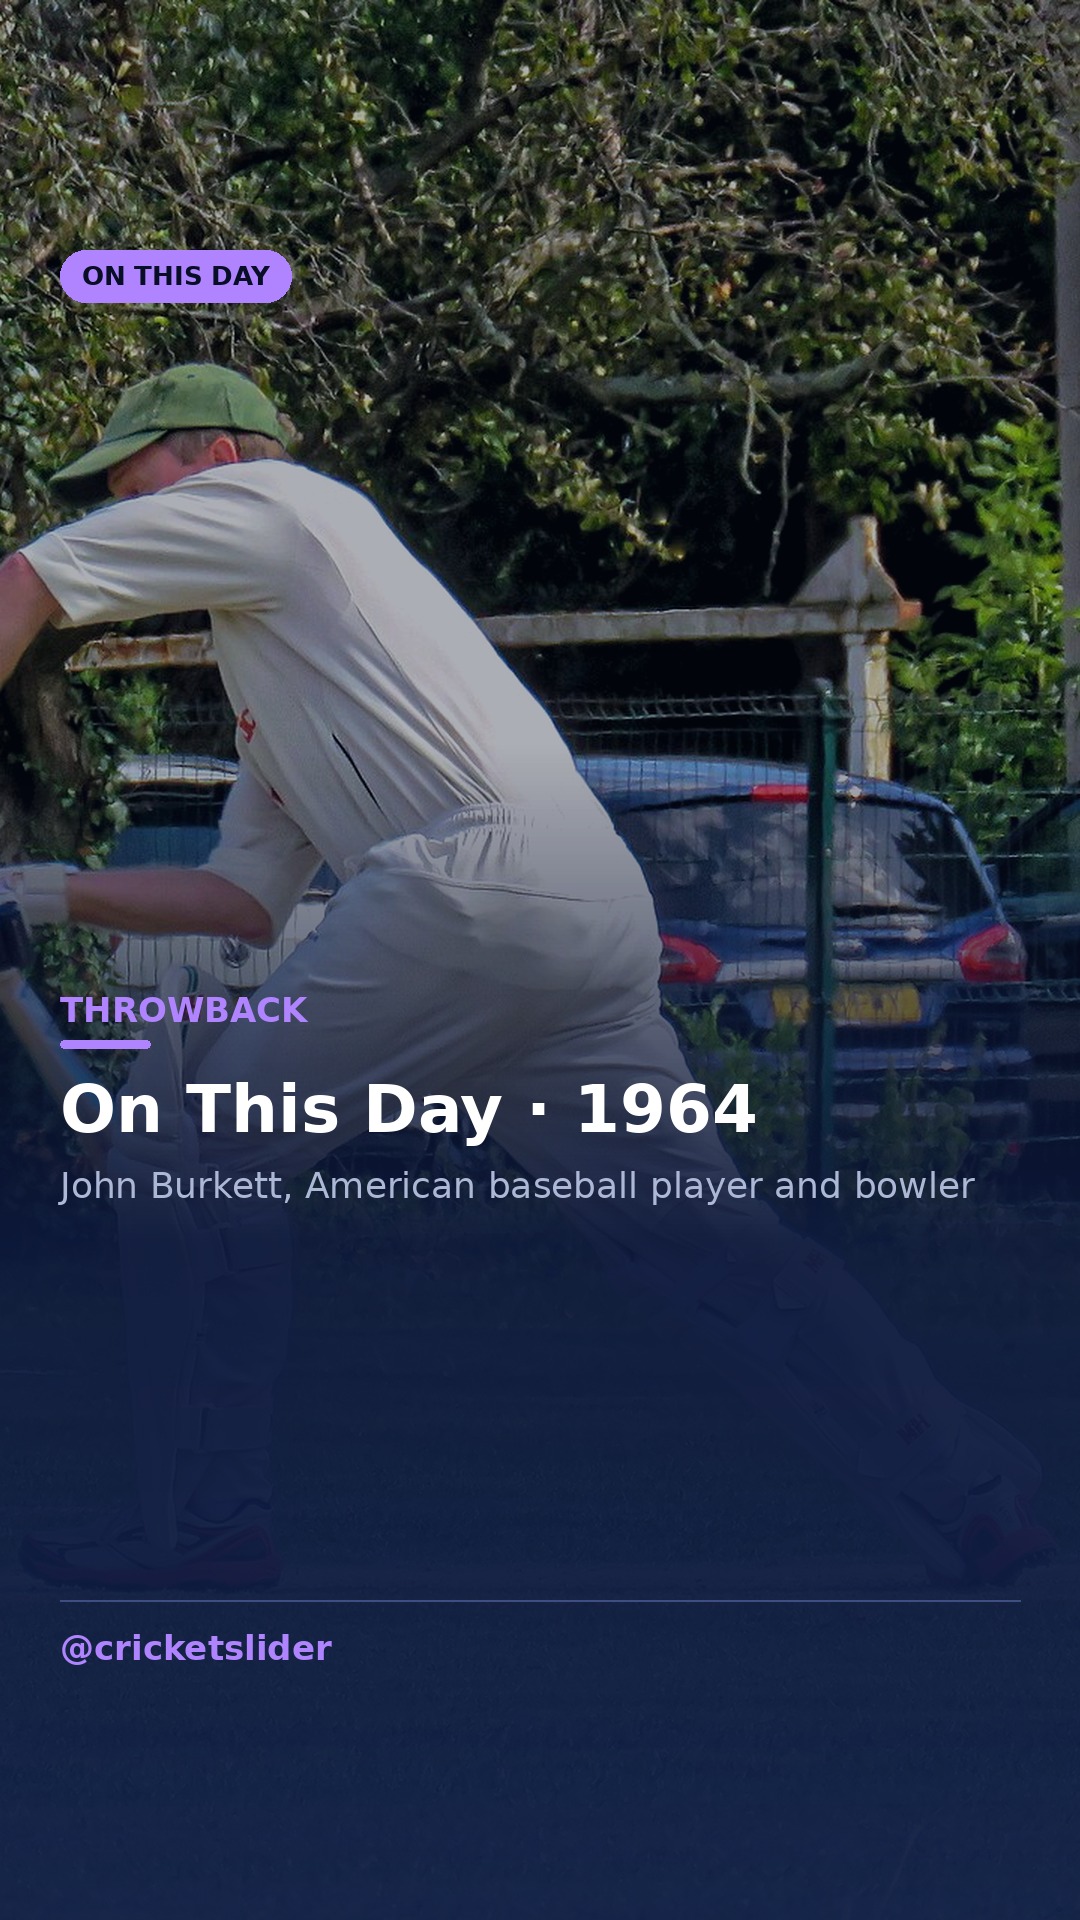 ON THIS DAY
THROWBACK
On This Day · 1964
John Burkett, American baseball player and bowler
@cricketslider